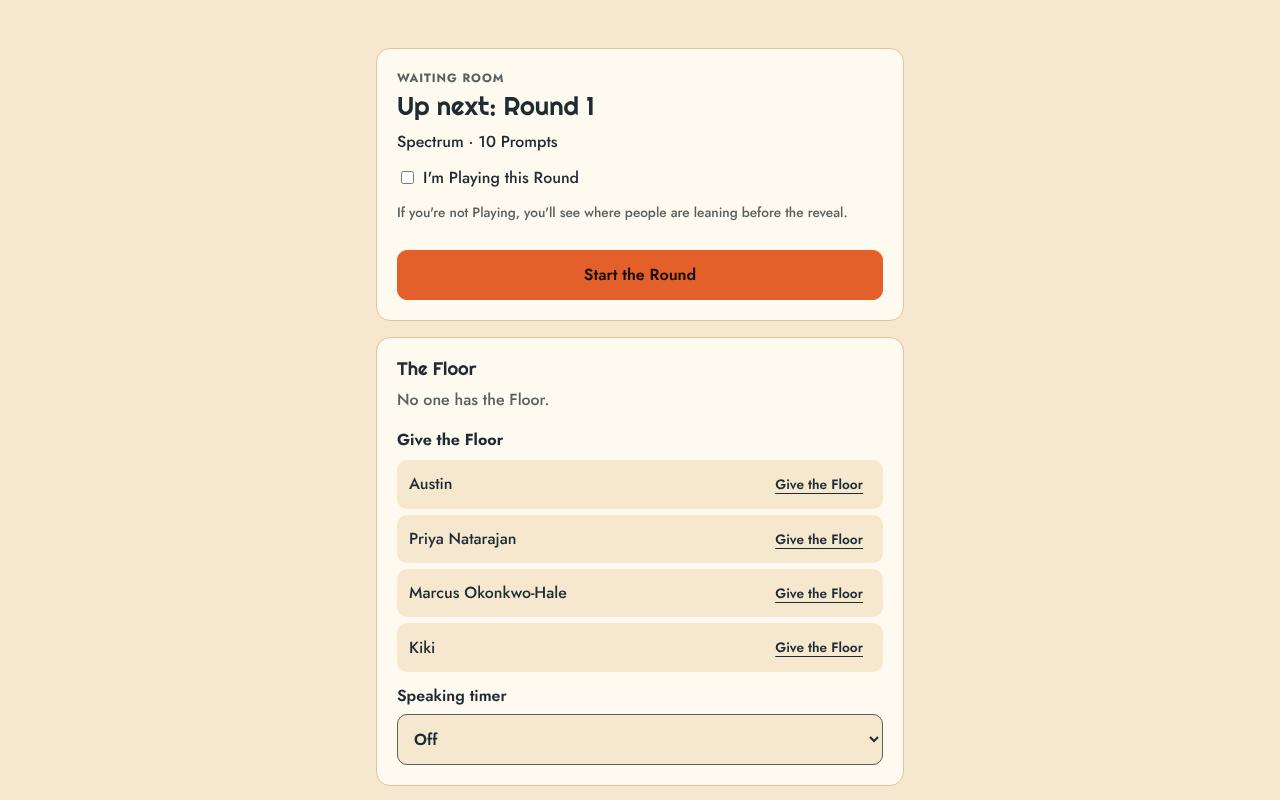 WAITING ROOM
Up next: Round 1
Spectrum · 10 Prompts
I'm Playing this Round
If you're not Playing, you'll see where people are leaning before the reveal.
Start the Round
The Floor
No one has the Floor.
Give the Floor
Austin Give the Floor
Priya Natarajan Give the Floor
Marcus Okonkwo-Hale Give the Floor
Kiki Give the Floor
Speaking timer
Off